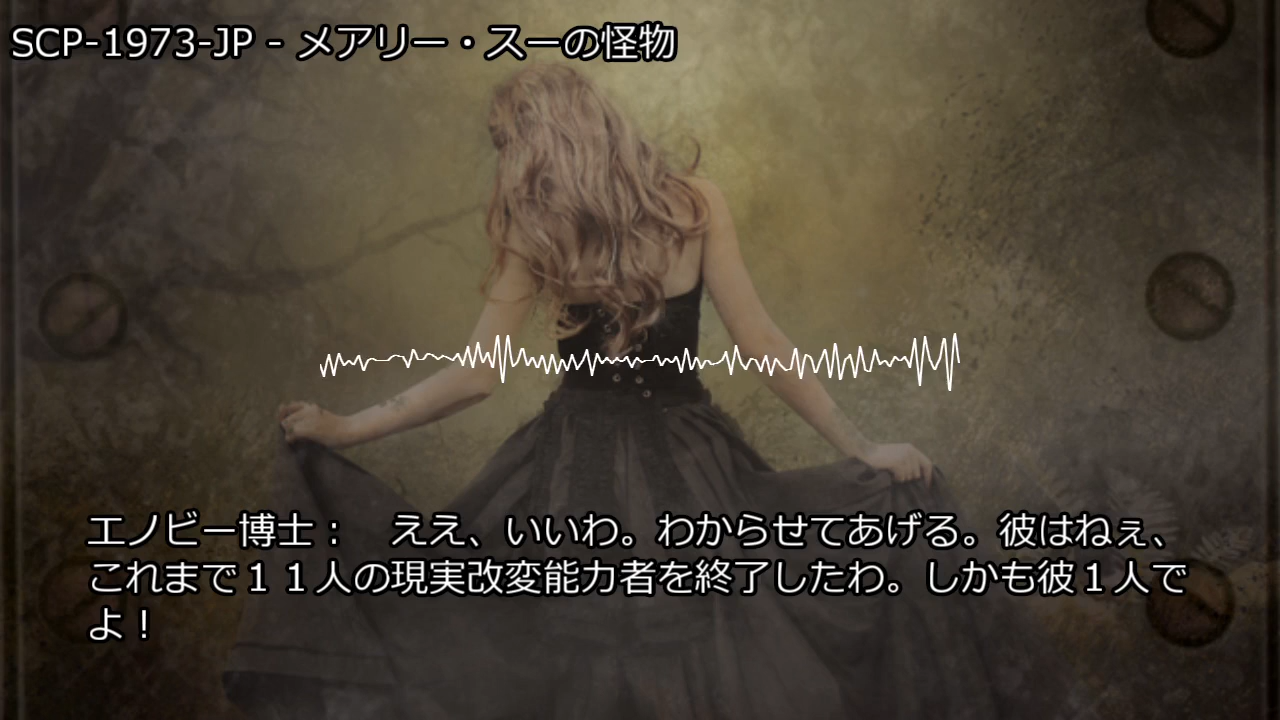 SCP-1973-JP - メアリー・スーの怪物
エノビー博士：　ええ、いいわ。わからせてあげる。彼はねぇ、
これまで１１人の現実改変能力者を終了したわ。しかも彼１人で
よ！